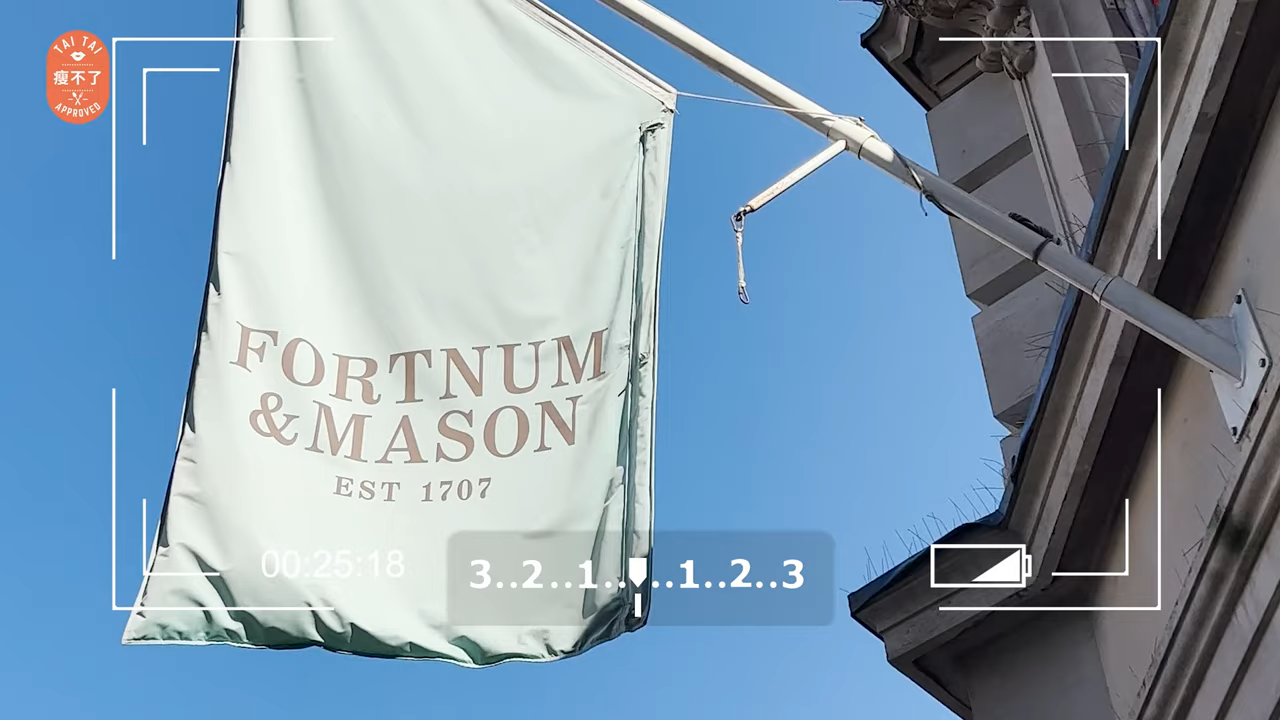 TAI TAI
瘦不了
APPROVED
FORTNUM
& MASON
EST 1707
00:25:18
3..2..1....1..2..3